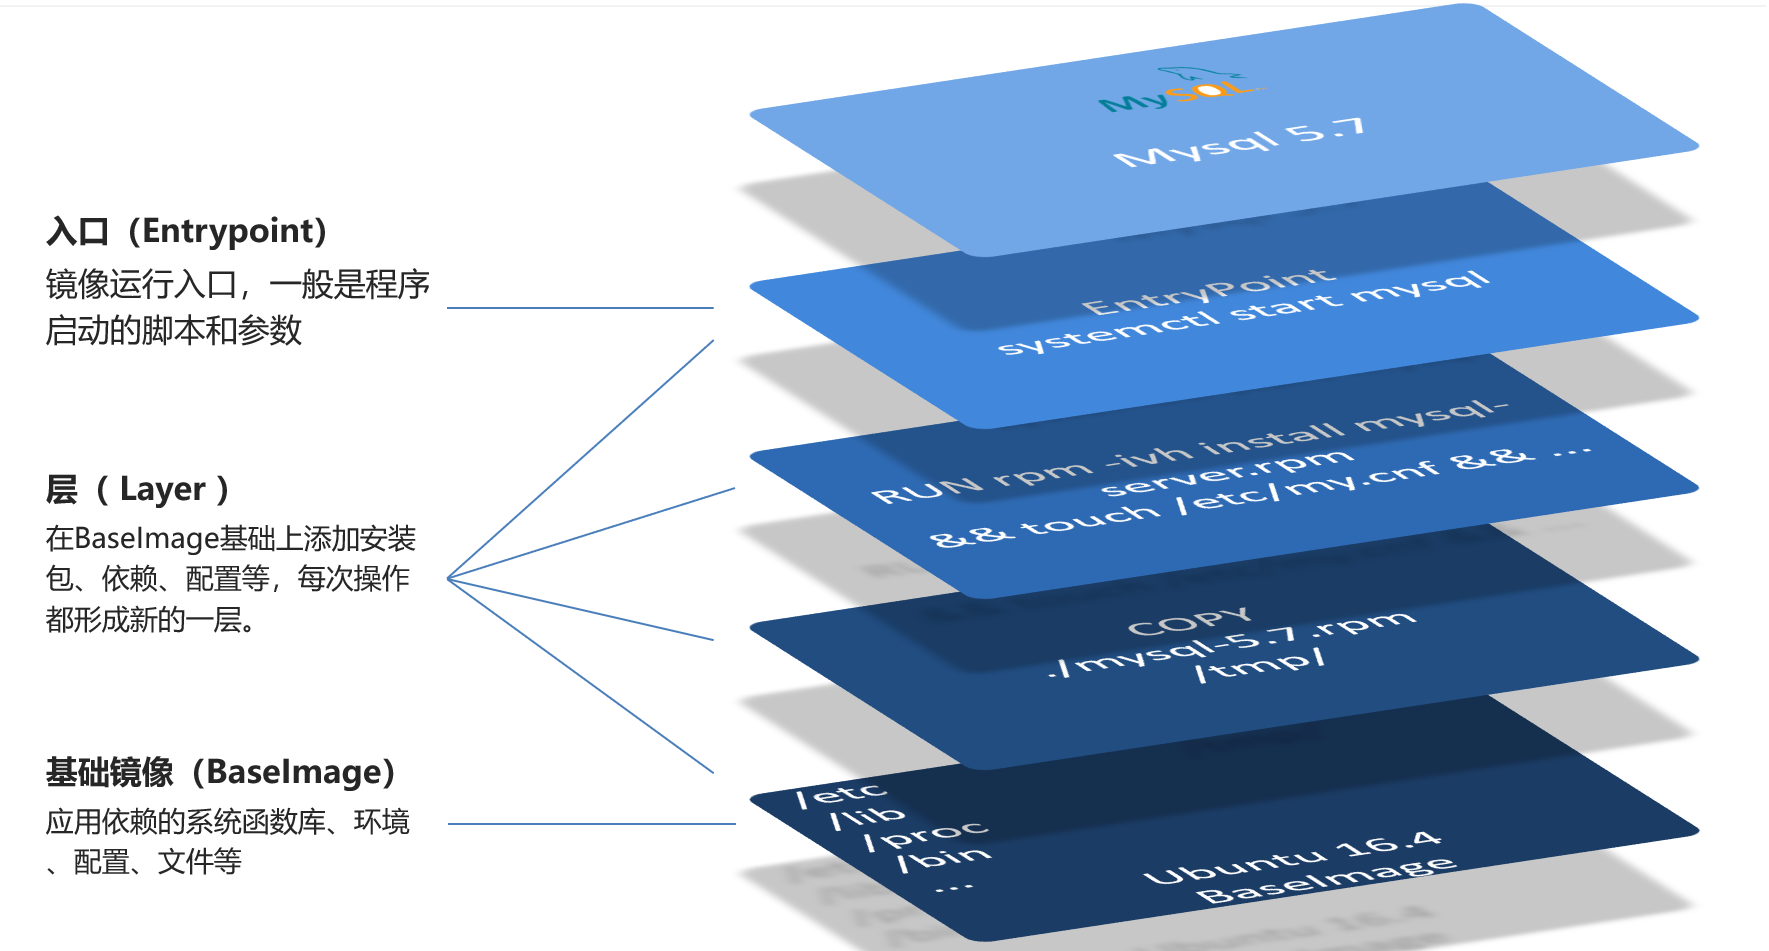 入口（Entrypoint）
镜像运行入口，一般是程序
启动的脚本和参数
层（ Layer ）
在BaseImage基础上添加安装
包、依赖、配置等，每次操作
都形成新的一层。
基础镜像（BaseImage）
应用依赖的系统函数库、环境
、配置、文件等
MySQL
Mysql 5.7
EntryPoint
systemctl start mysql
RUN rpm -ivh install mysql-
server.rpm
&& touch /etc/my.cnf && ...
COPY
./mysql-5.7 .rpm
/tmp/
/etc
/lib
/proc
/bin
...
Ubuntu 16.4
BaseImage